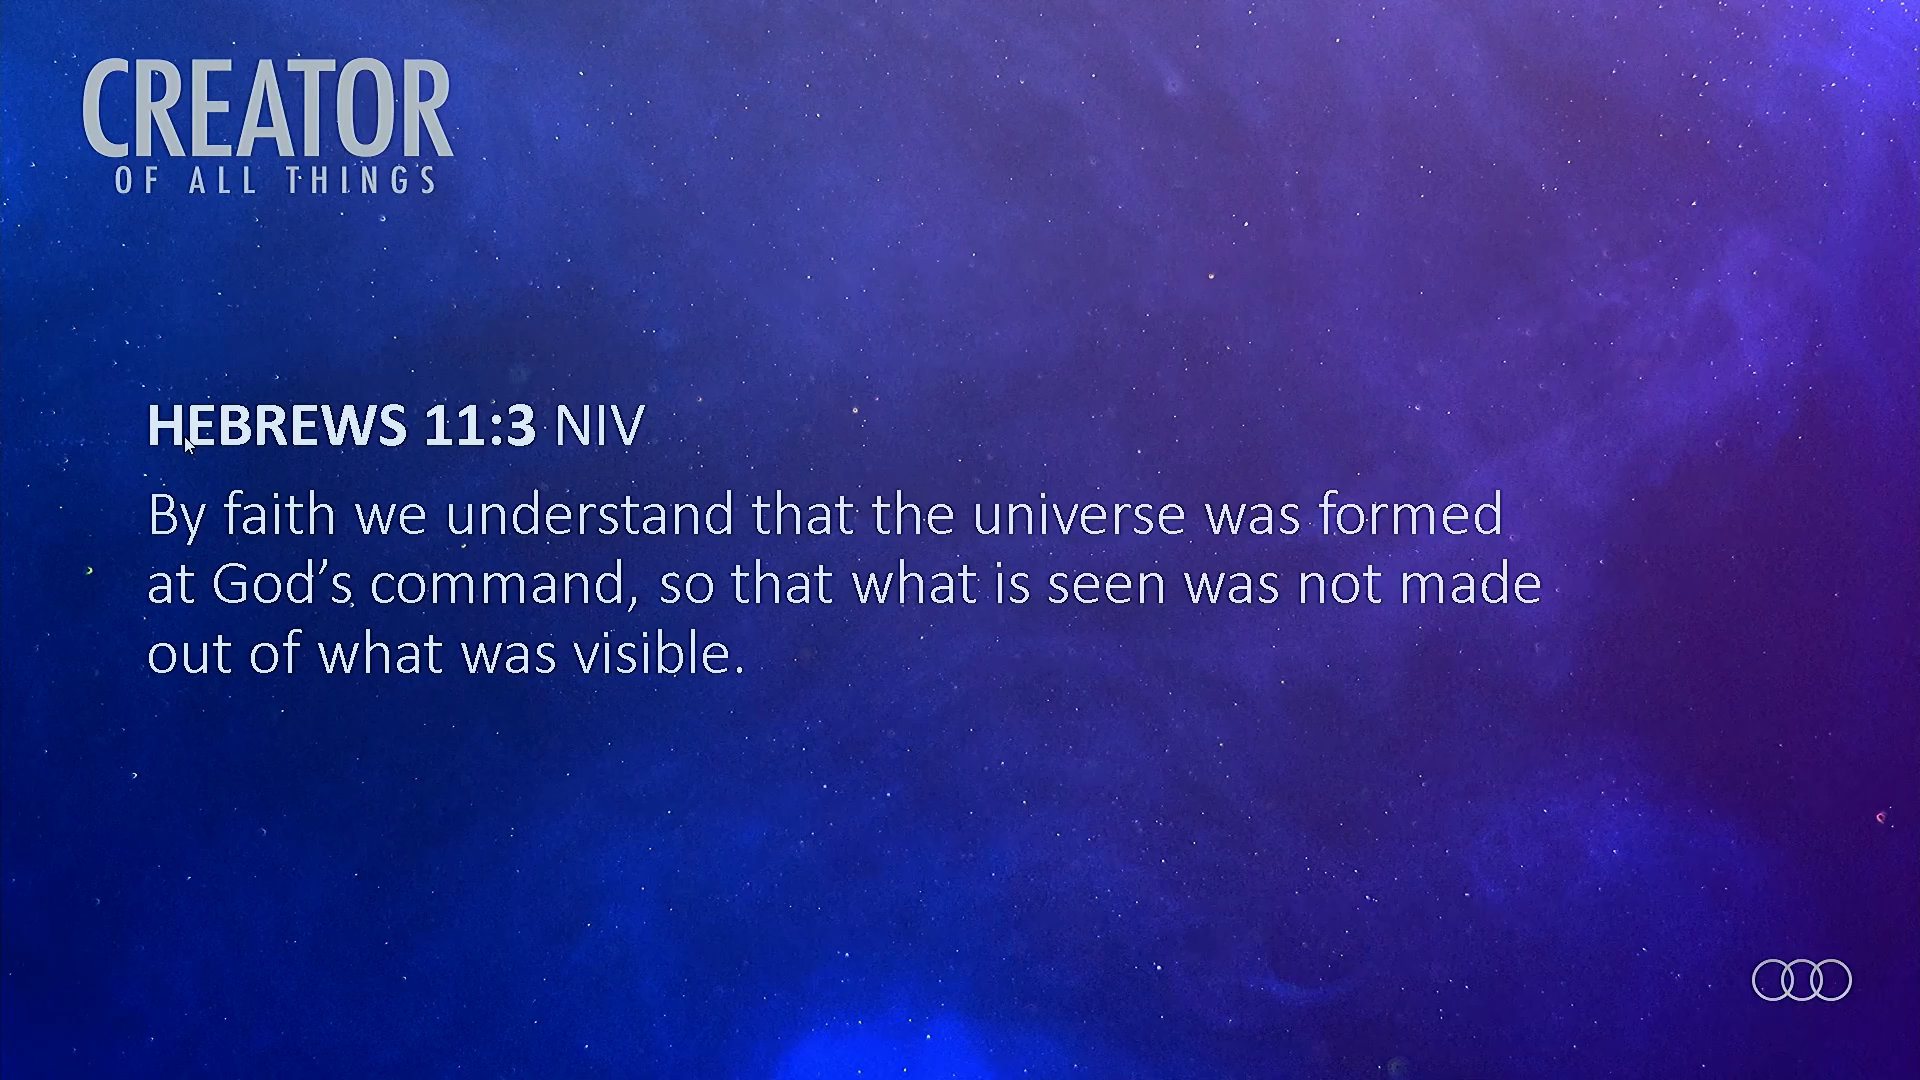 CREATOR
OF ALL THINGS
HEBREWS 11:3 NIV
By faith we understand that the universe was formed
at God’s command, so that what is seen was not made
out of what was visible.